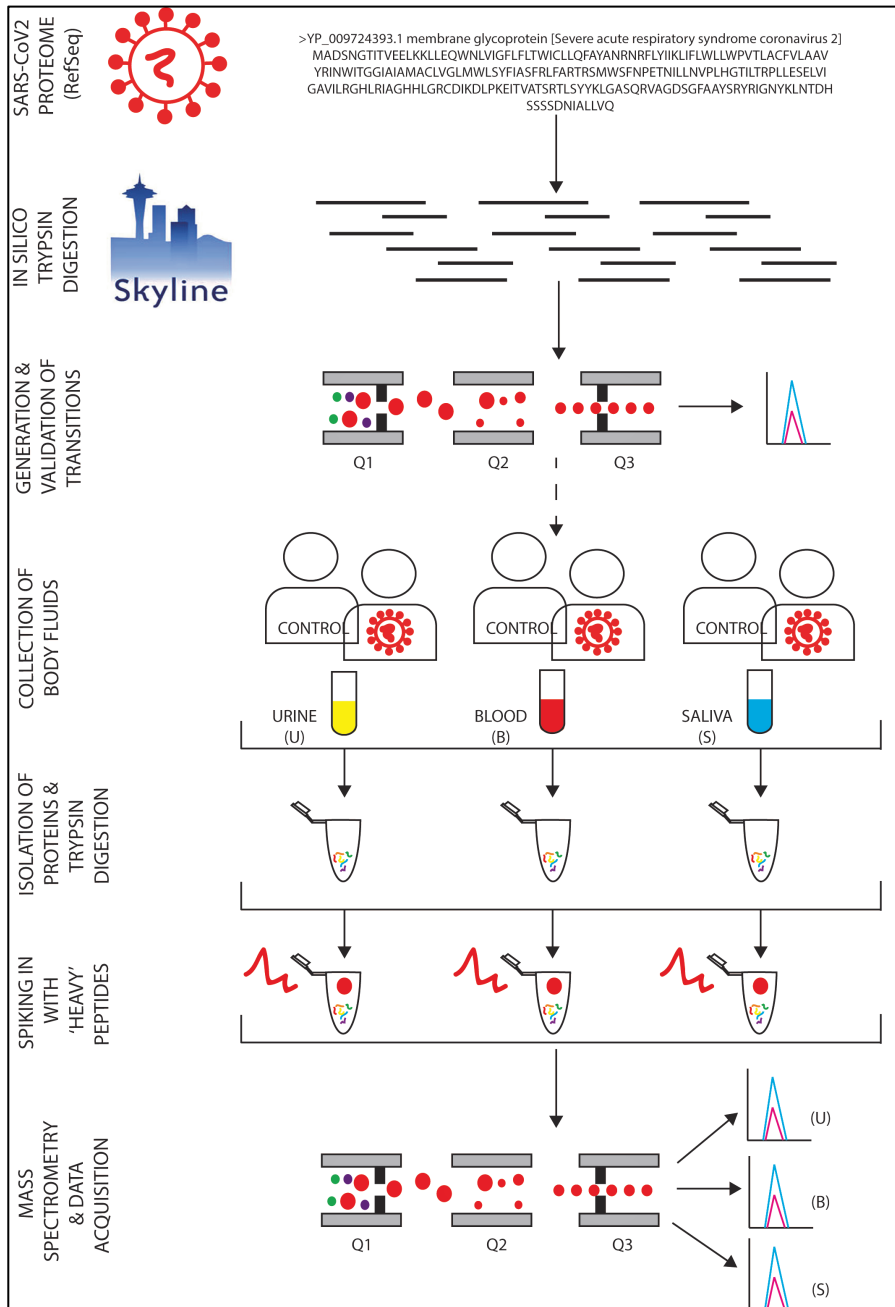 SARS-CoV2
PROTEOME
(RefSeq)
>YP_009724393.1 membrane glycoprotein [Severe acute respiratory syndrome coronavirus 2]
MADSNGTITVEELKKLLEQWNLVIGFLFLTWICLLQFAYANRNRFLYIIKLIFLWLLWPVTLACFVLAAV
YRINWITGGIAIAMACLVGLMWLSYFIASFRLFARTRSMWSFNPETNILLNVPLHGTILTRPLLESELVI
GAVILRGHLRIAGHHLGRCDIKDLPKEITVATSRTLSYYKLGASQRVAGDSGFAAYSRYRIGNYKLNTDH
SSSSDNIALLVQ
IN SILICO
TRYPSIN
DIGESTION
Skyline
GENERATION &
VALIDATION OF
TRANSITIONS
Q1
Q2
Q3
COLLECTION OF
BODY FLUIDS
CONTROL
CONTROL
CONTROL
URINE
(U)
BLOOD
(B)
SALIVA
(S)
ISOLATION OF
PROTEINS &
TRYPSIN
DIGESTION
SPIKING IN
WITH
'HEAVY'
PEPTIDES
MASS
SPECTROMETRY
& DATA
ACQUISITION
Q1
Q2
Q3
(U)
(B)
(S)